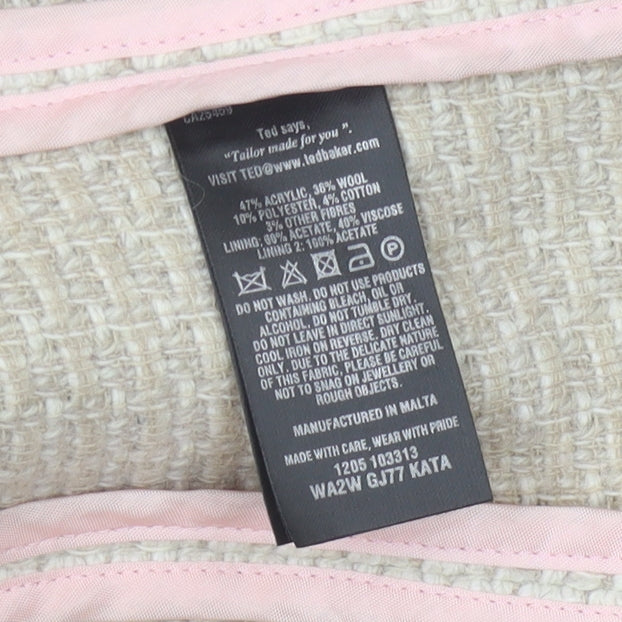 CA25469
Ted says,
"Tailor made for you".
VISIT TED@www.tedbaker.com
47% ACRYLIC, 36% WOOL
10% POLYESTER, 4% COTTON
3% OTHER FIBRES
LINING: 60% ACETATE, 40% VISCOSE
LINING 2: 100% ACETATE
P
DO NOT WASH. DO NOT USE PRODUCTS
CONTAINING BLEACH, OIL OR
ALCOHOL. DO NOT TUMBLE DRY.
DO NOT LEAVE IN DIRECT SUNLIGHT.
COOL IRON ON REVERSE. DRY CLEAN
ONLY. DUE TO THE DELICATE NATURE
OF THIS FABRIC, PLEASE BE CAREFUL
NOT TO SNAG ON JEWELLERY OR
ROUGH OBJECTS.
MANUFACTURED IN MALTA
MADE WITH CARE, WEAR WITH PRIDE
1205 103313
WA2W GJ77 KATA